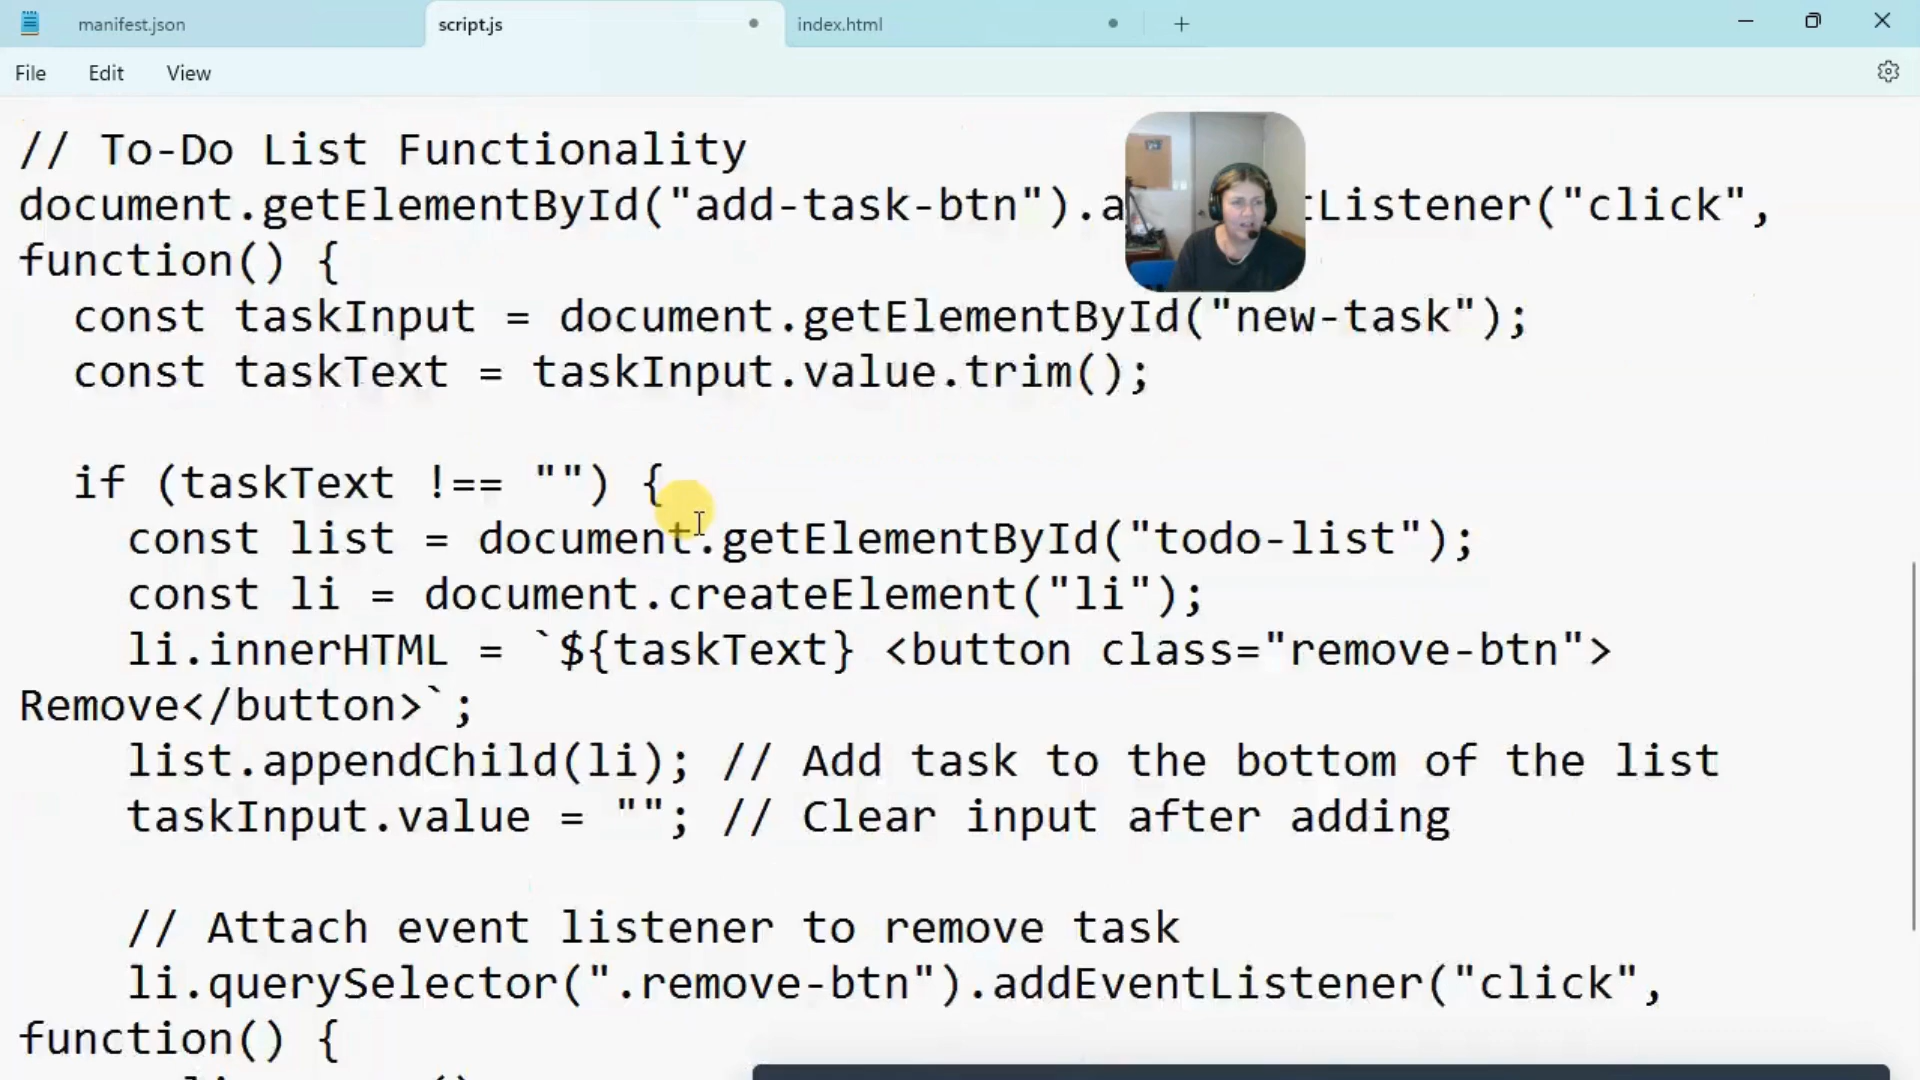 manifest.json
script.js
index.html
File
Edit
View
// To-Do List Functionality
document.getElementById("add-task-btn").a tListener("click",
function() {
const taskInput = document.getElementById("new-task");
const taskText = taskInput.value.trim();
if (taskText !== "") {
const list = document.getElementById("todo-list");
const li = document.createElement("li");
li.innerHTML = `${taskText} <button class="remove-btn">
Remove</button>`;
list.appendChild(li); // Add task to the bottom of the list
taskInput.value = ""; // Clear input after adding
// Attach event listener to remove task
li.querySelector(".remove-btn").addEventListener("click",
function() {